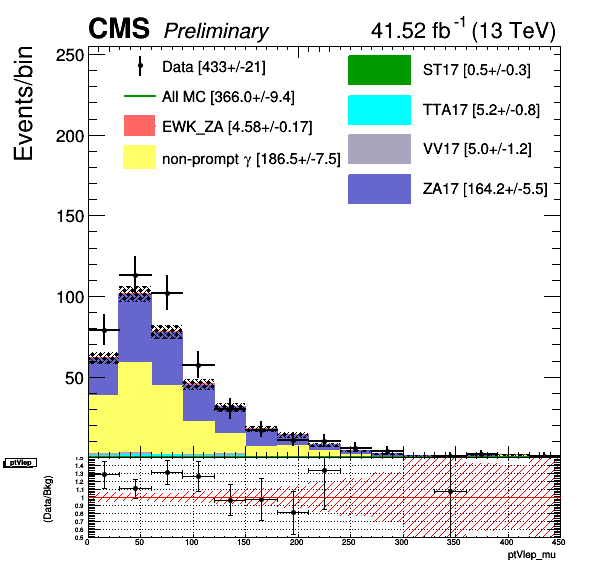 CMS Preliminary 41.52 fb⁻¹ (13 TeV)
Events/bin
250
200
150
100
50
Data [433+/-21]
All MC [366.0+/-9.4]
EWK_ZA [4.58+/-0.17]
non-prompt γ [186.5+/-7.5]
ST17 [0.5+/-0.3]
TTA17 [5.2+/-0.8]
VV17 [5.0+/-1.2]
ZA17 [164.2+/-5.5]
ptVlep
(Data/Bkg)
1.5
1.4
1.3
1.2
1.1
1
0.9
0.8
0.7
0.6
0.5
0 50 100 150 200 250 300 350 400 450
ptVlep_mu